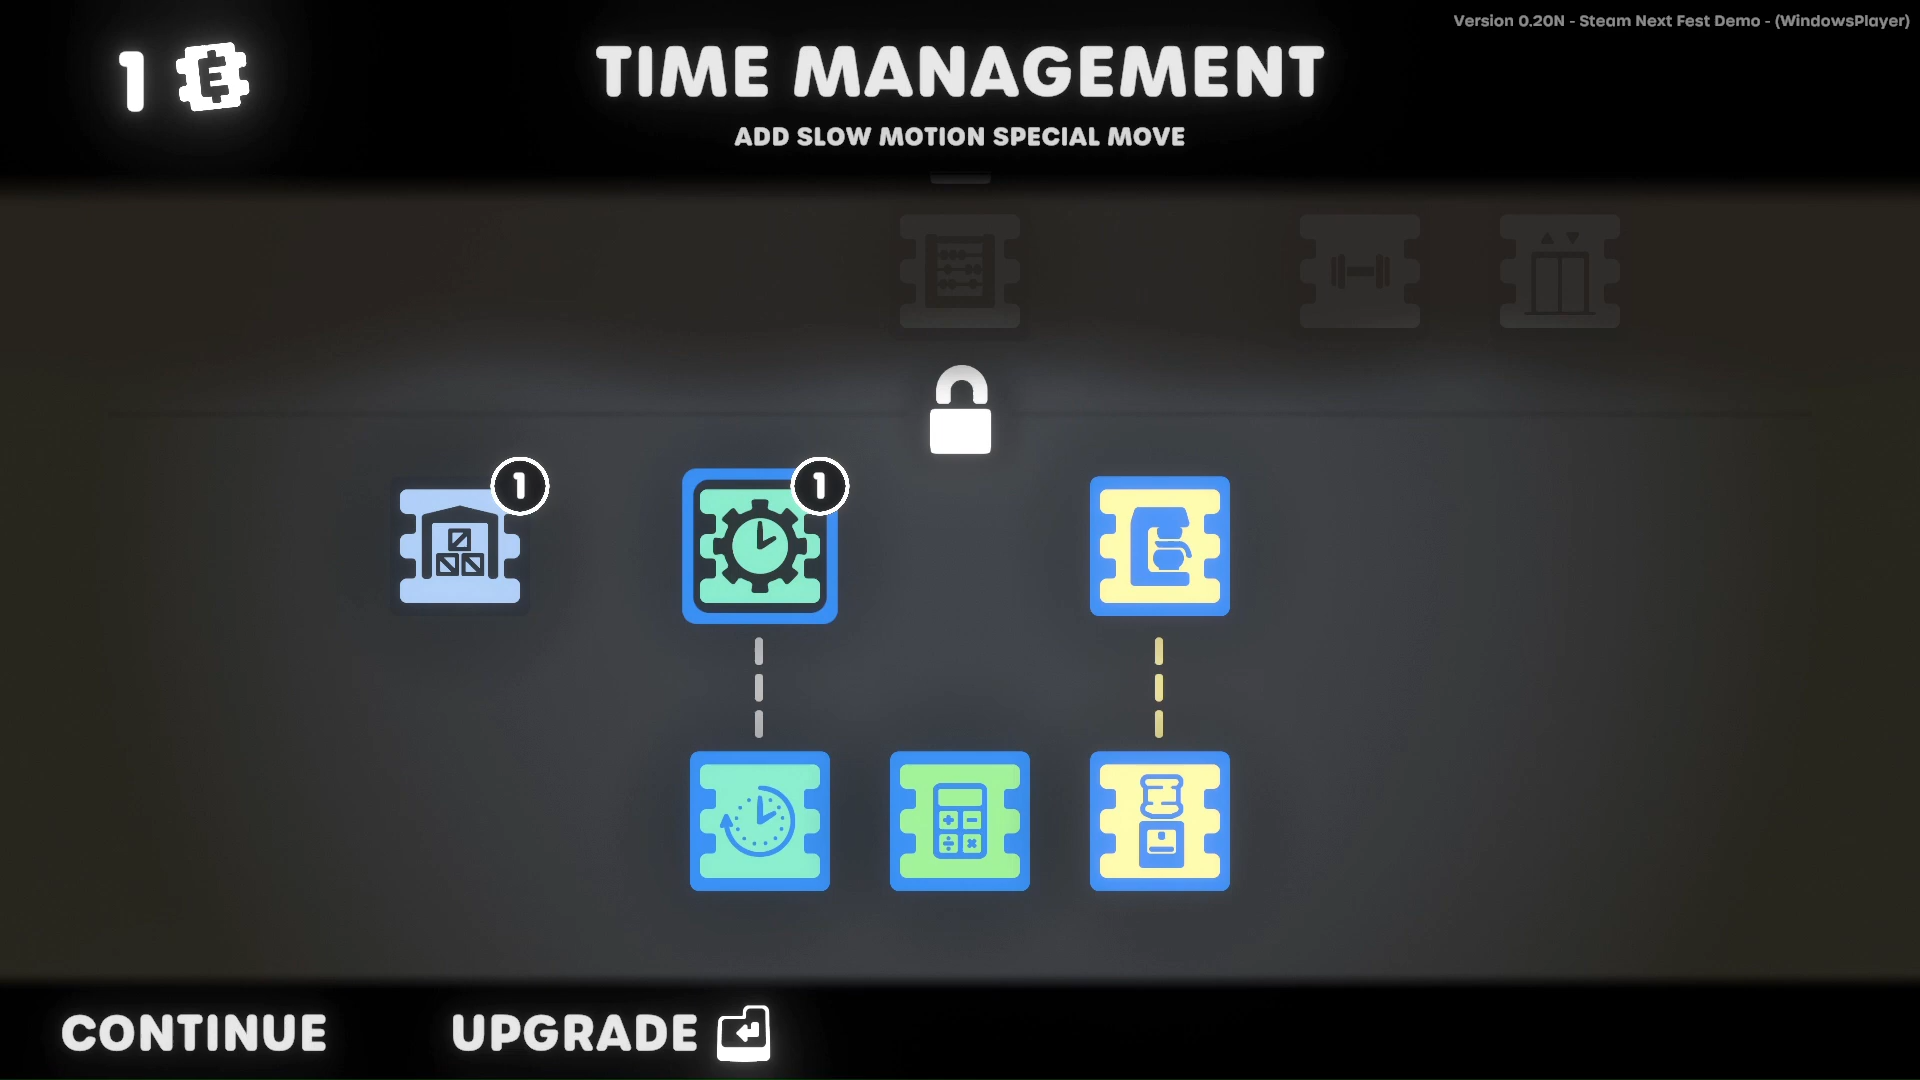 Version 0.20N - Steam Next Fest Demo - (WindowsPlayer)
1 E
TIME MANAGEMENT
ADD SLOW MOTION SPECIAL MOVE
1
1
CONTINUE
UPGRADE